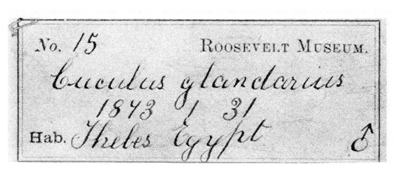 No. 15 ROOSEVELT MUSEUM.
Cuculus glandarius
1873 1 31
Hab. Thebes Egypt ♂